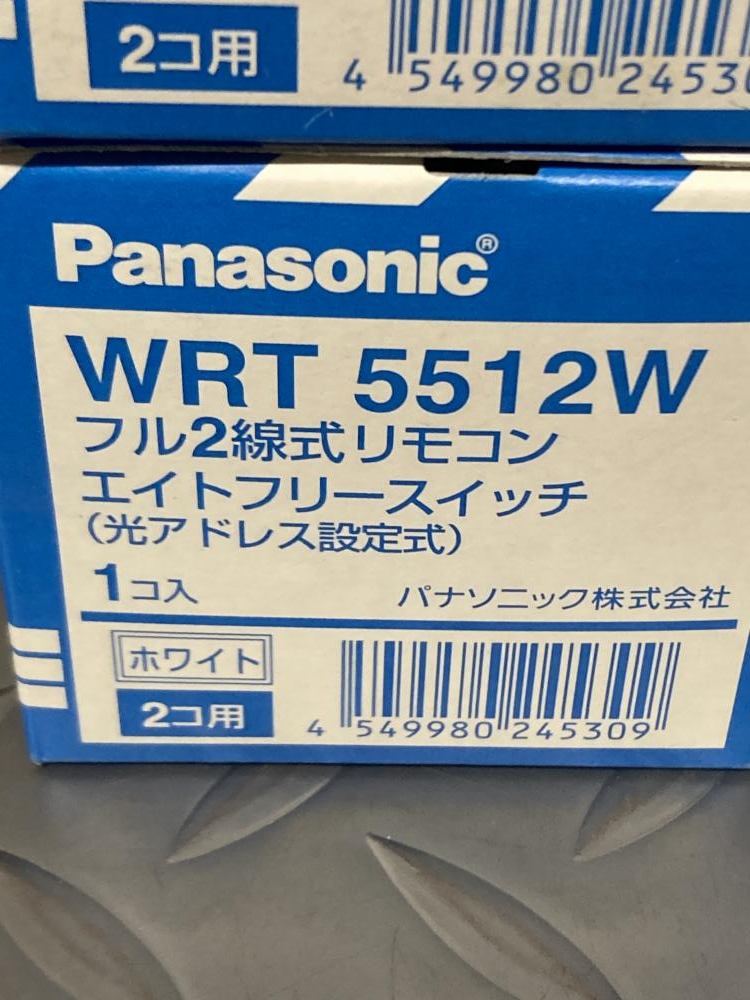 2コ用
4 549980 24530
Panasonic®
WRT 5512W
フル2線式リモコン
エイトフリースイッチ
(光アドレス設定式)
1コ入
パナソニック株式会社
ホワイト
2コ用
4 549980 245309